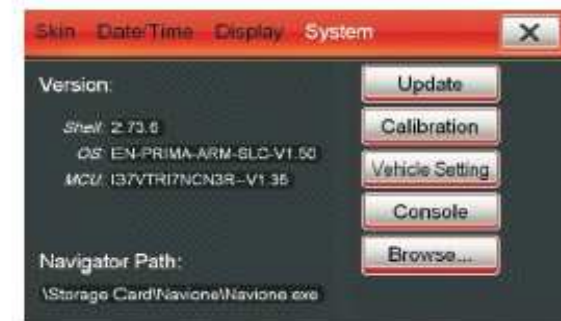 Skin Date/Time Display System
Version:
Update
Shell: 2.73.6
Calibration
OS: EN-PRIMA-ARM-SLC-V1.50
Vehicle Setting
MCU: I37VTRI7NCN3R--V1.35
Console
Navigator Path:
Browse...
\Storage Card\Navione\Navione.exe